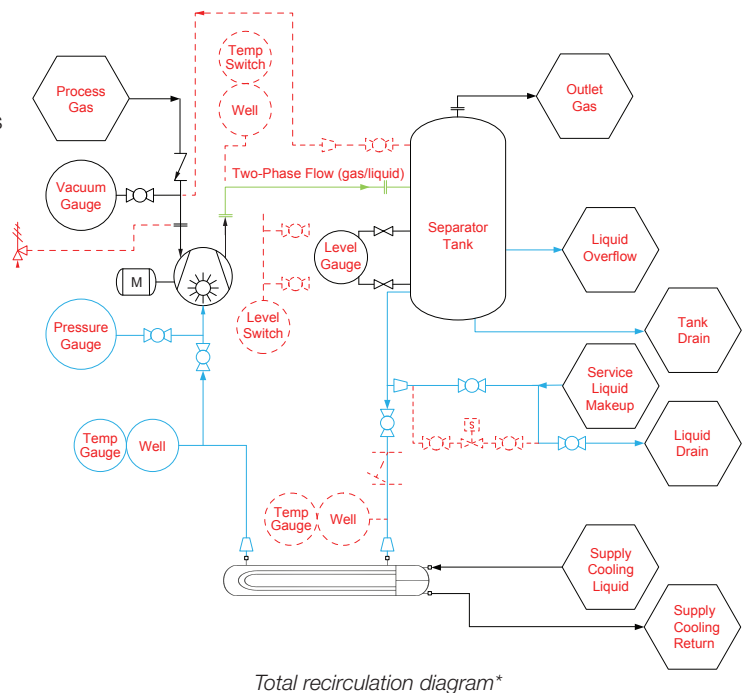 Temp
Switch
Well
Process
Gas
s
Outlet
Gas
Vacuum
Gauge
Two-Phase Flow (gas/liquid)
Separator
Tank
Level
Gauge
Liquid
Overflow
M
Level
Switch
Pressure
Gauge
Tank
Drain
Service
Liquid
Makeup
S
Liquid
Drain
Temp
Gauge
Well
Temp
Gauge
Well
Supply
Cooling
Liquid
Supply
Cooling
Return
Total recirculation diagram*